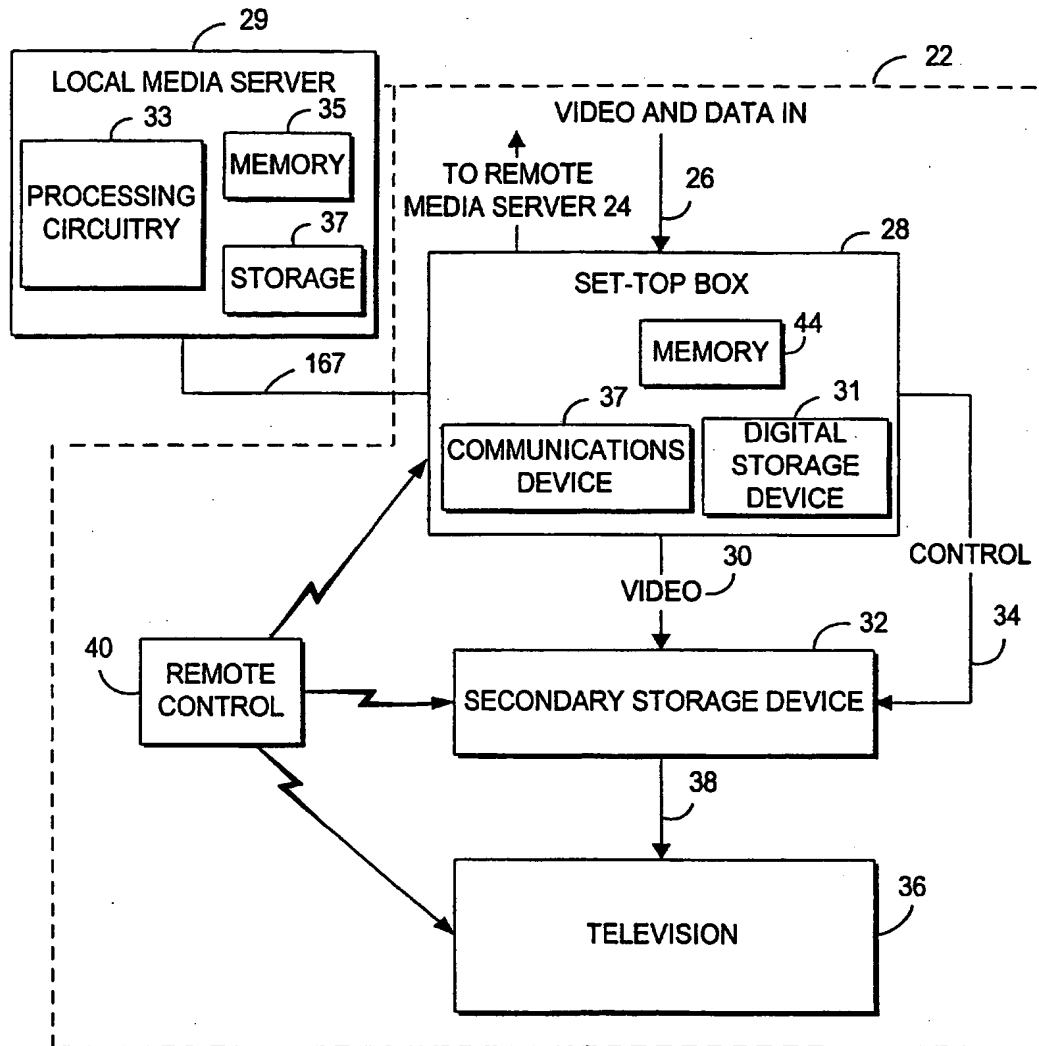 29
LOCAL MEDIA SERVER
33
PROCESSING
CIRCUITRY
35
MEMORY
37
STORAGE
22
VIDEO AND DATA IN
TO REMOTE
MEDIA SERVER 24
26
28
SET-TOP BOX
MEMORY
44
37
COMMUNICATIONS
DEVICE
31
DIGITAL
STORAGE
DEVICE
167
VIDEO
30
CONTROL
34
40
REMOTE
CONTROL
32
SECONDARY STORAGE DEVICE
38
36
TELEVISION